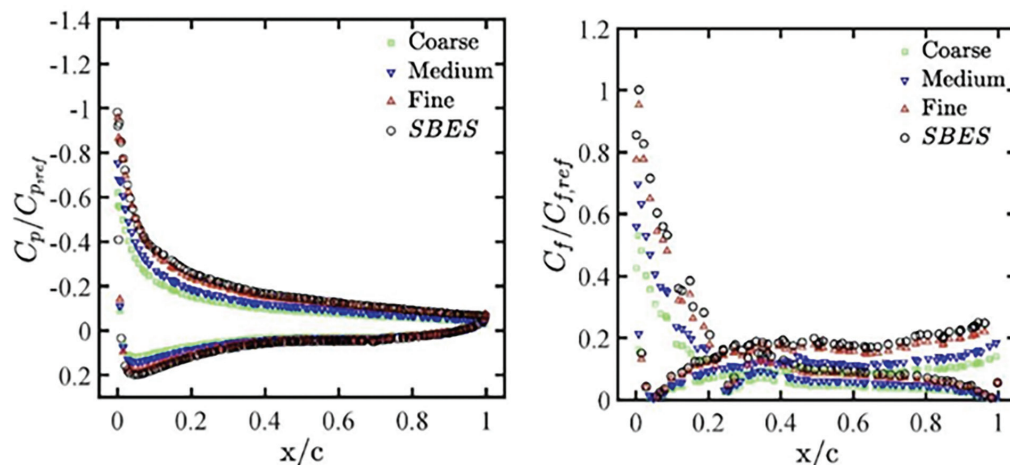 -1.4
-1.2
-1
-0.8
-0.6
-0.4
-0.2
0
0.2
Cp/Cp,ref
0 0.2 0.4 0.6 0.8 1
x/c
Coarse
Medium
Fine
SBES
1.2
1
0.8
0.6
0.4
0.2
0
Cf/Cf,ref
0 0.2 0.4 0.6 0.8 1
x/c
Coarse
Medium
Fine
SBES